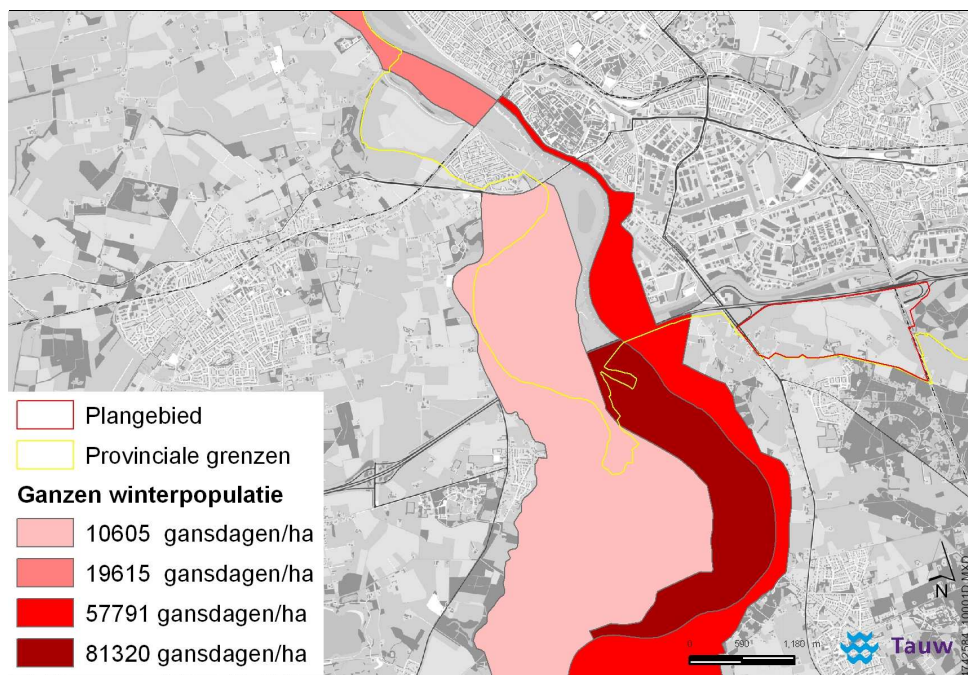 Plangebied
Provinciale grenzen
Ganzen winterpopulatie
10605 gansdagen/ha
19615 gansdagen/ha
57791 gansdagen/ha
81320 gansdagen/ha
N
0 590 1,180 m
Tauw